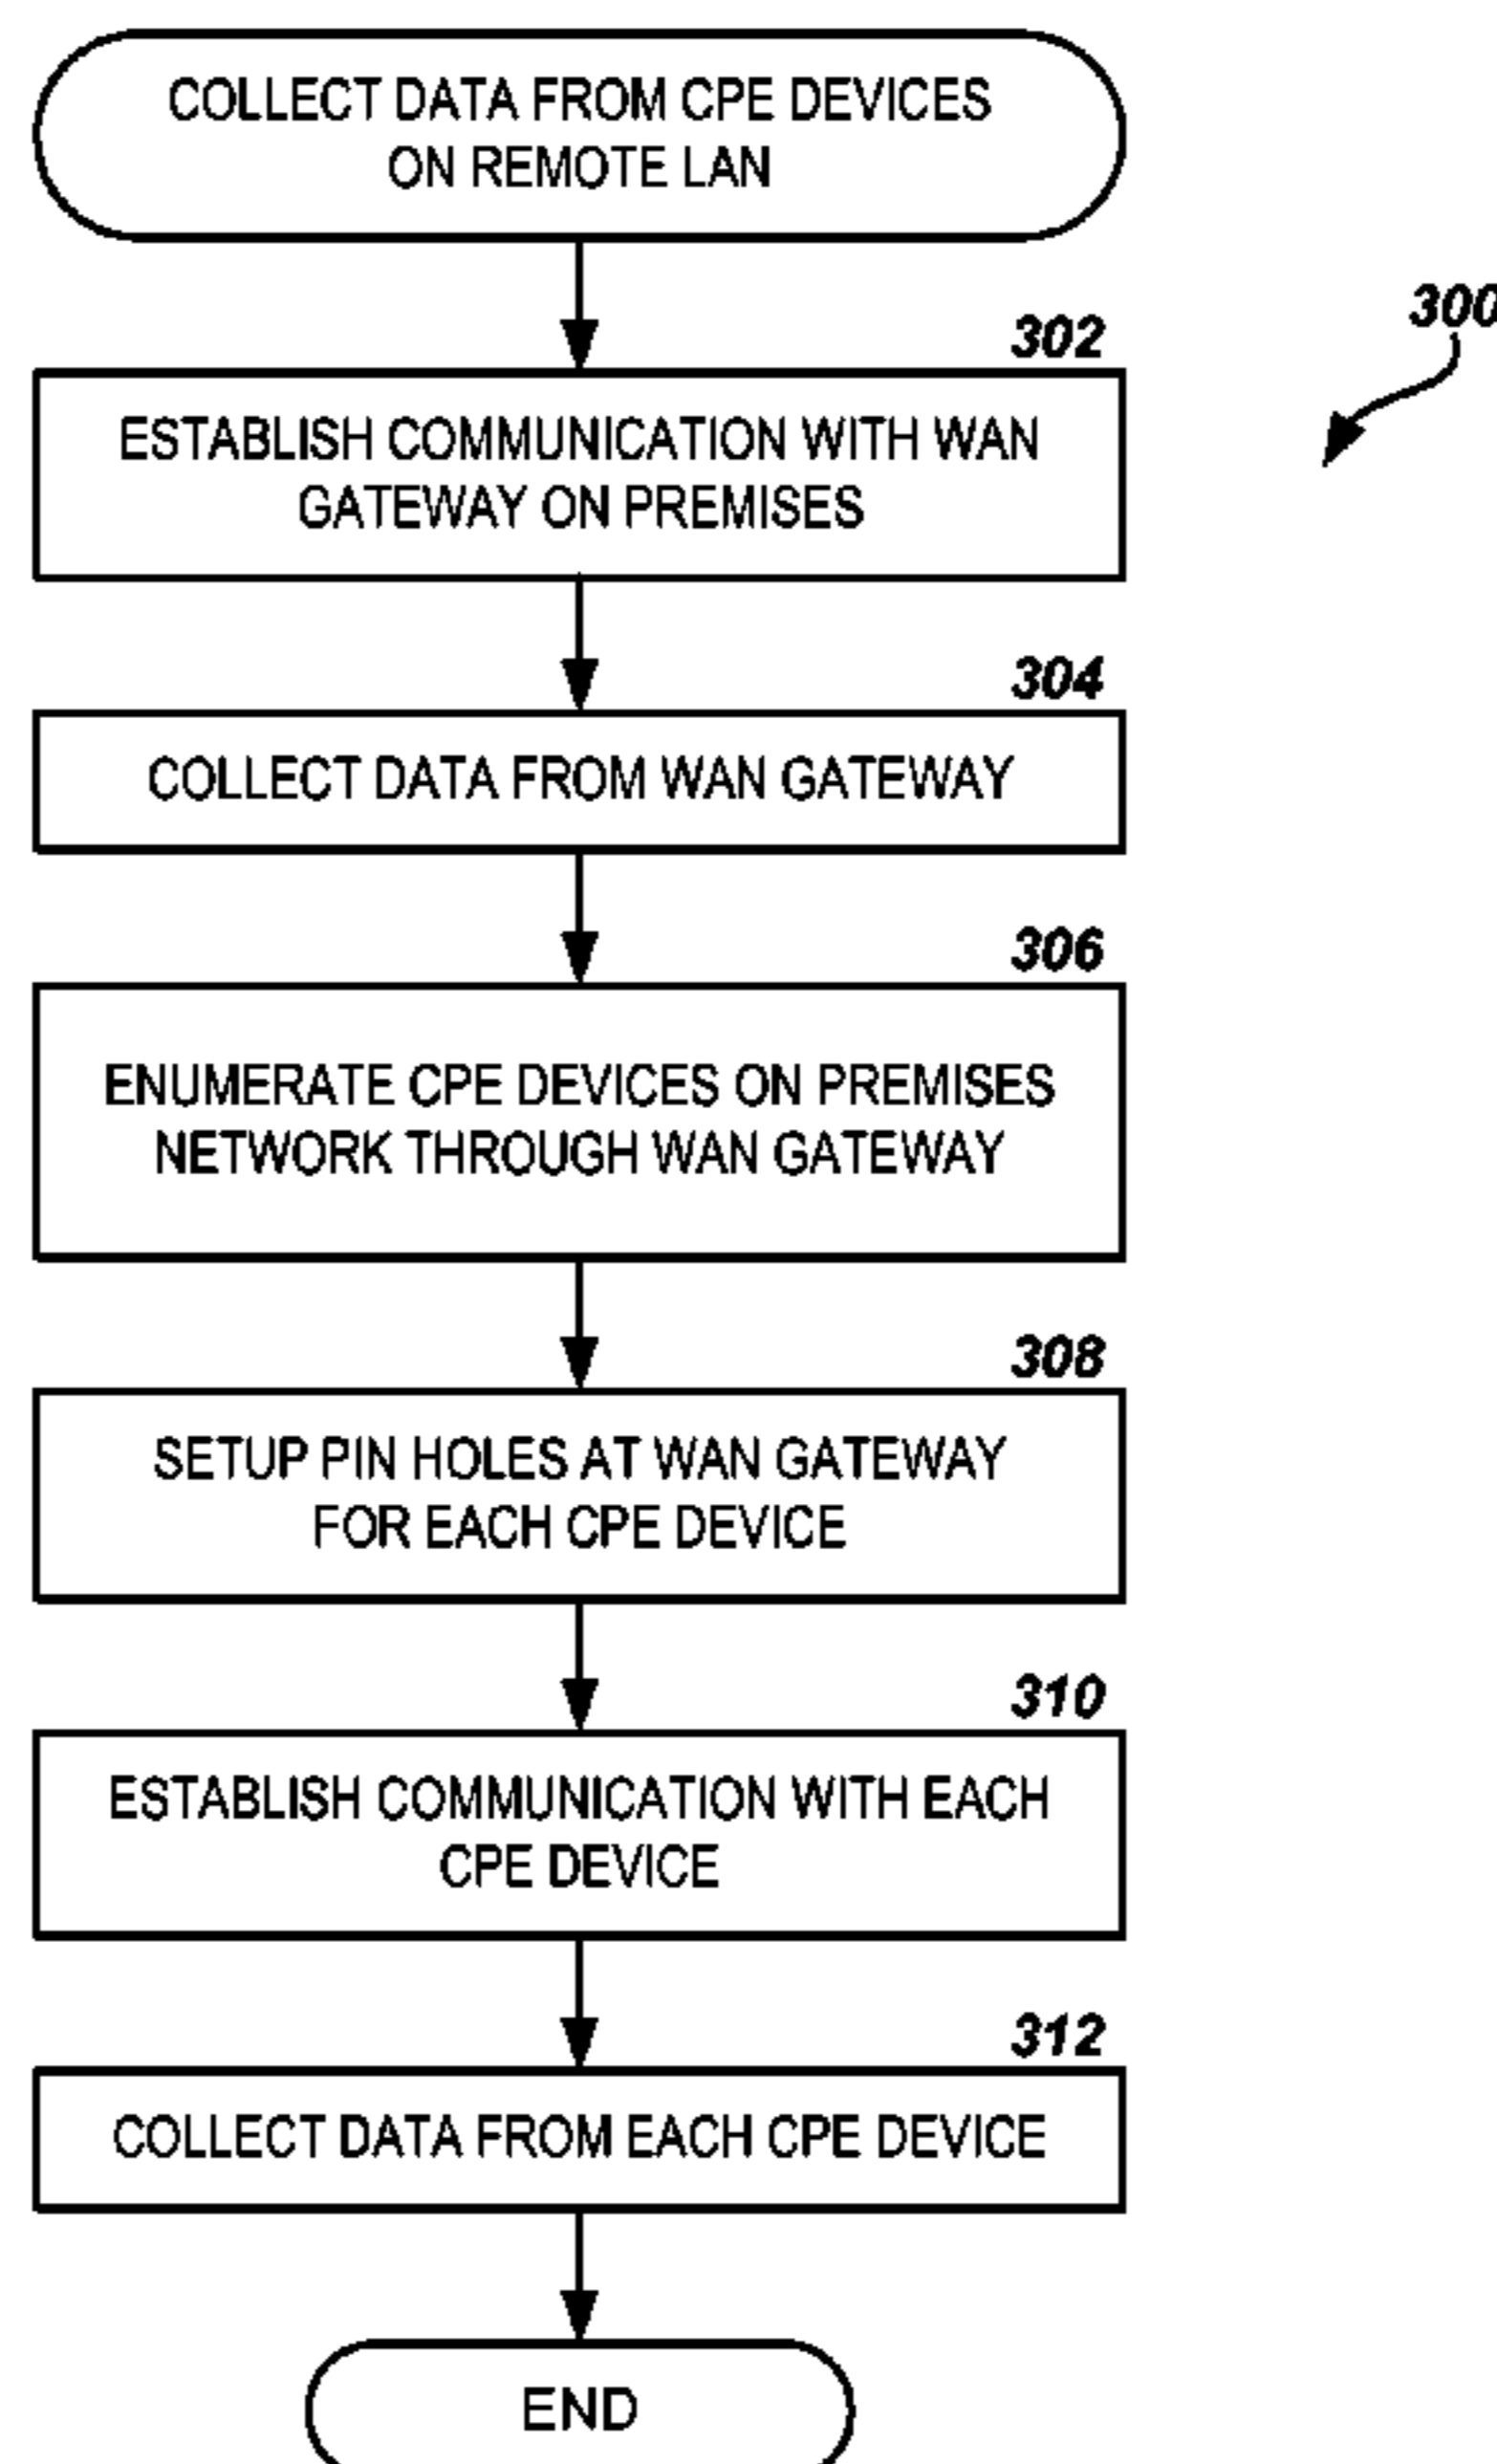 COLLECT DATA FROM CPE DEVICES
ON REMOTE LAN
300
302
ESTABLISH COMMUNICATION WITH WAN
GATEWAY ON PREMISES
304
COLLECT DATA FROM WAN GATEWAY
306
ENUMERATE CPE DEVICES ON PREMISES
NETWORK THROUGH WAN GATEWAY
308
SETUP PIN HOLES AT WAN GATEWAY
FOR EACH CPE DEVICE
310
ESTABLISH COMMUNICATION WITH EACH
CPE DEVICE
312
COLLECT DATA FROM EACH CPE DEVICE
END